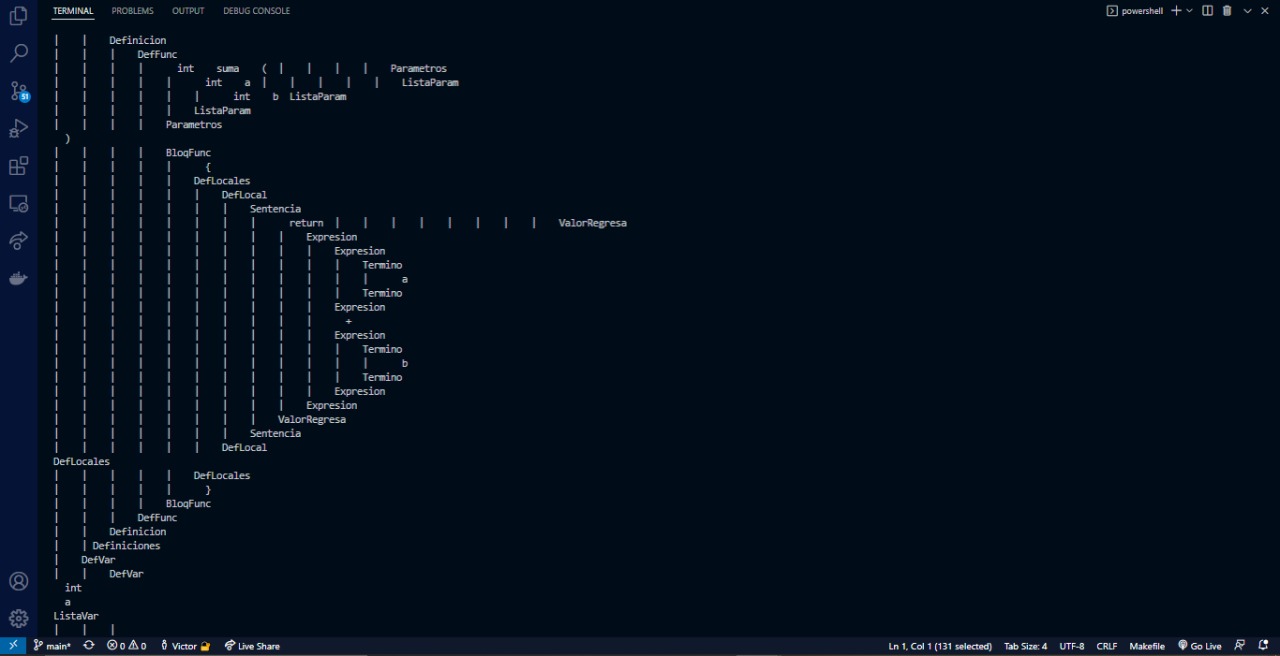 TERMINAL PROBLEMS OUTPUT DEBUG CONSOLE powershell
| | Definicion
| | | DefFunc
| | | | int suma ( | | | | Parametros
| | | | | int a | | | | | ListaParam
| | | | | | int b ListaParam
| | | | | ListaParam
| | | | Parametros
)
| | | | BloqFunc
| | | | | {
| | | | | DefLocales
| | | | | | DefLocal
| | | | | | | Sentencia
| | | | | | | | return | | | | | | | | ValorRegresa
| | | | | | | | | Expresion
| | | | | | | | | | Expresion
| | | | | | | | | | | Termino
| | | | | | | | | | | | a
| | | | | | | | | | | Termino
| | | | | | | | | | Expresion
| | | | | | | | | | +
| | | | | | | | | | Expresion
| | | | | | | | | | | Termino
| | | | | | | | | | | | b
| | | | | | | | | | | Termino
| | | | | | | | | | Expresion
| | | | | | | | | Expresion
| | | | | | | | ValorRegresa
| | | | | | | Sentencia
| | | | | | DefLocal
DefLocales
| | | | | DefLocales
| | | | | }
| | | | BloqFunc
| | | DefFunc
| | Definicion
| | Definiciones
| DefVar
| | DefVar
int
a
ListaVar
| | |
main* 0 0 Victor Live Share Ln 1, Col 1 (131 selected) Tab Size: 4 UTF-8 CRLF Makefile Go Live